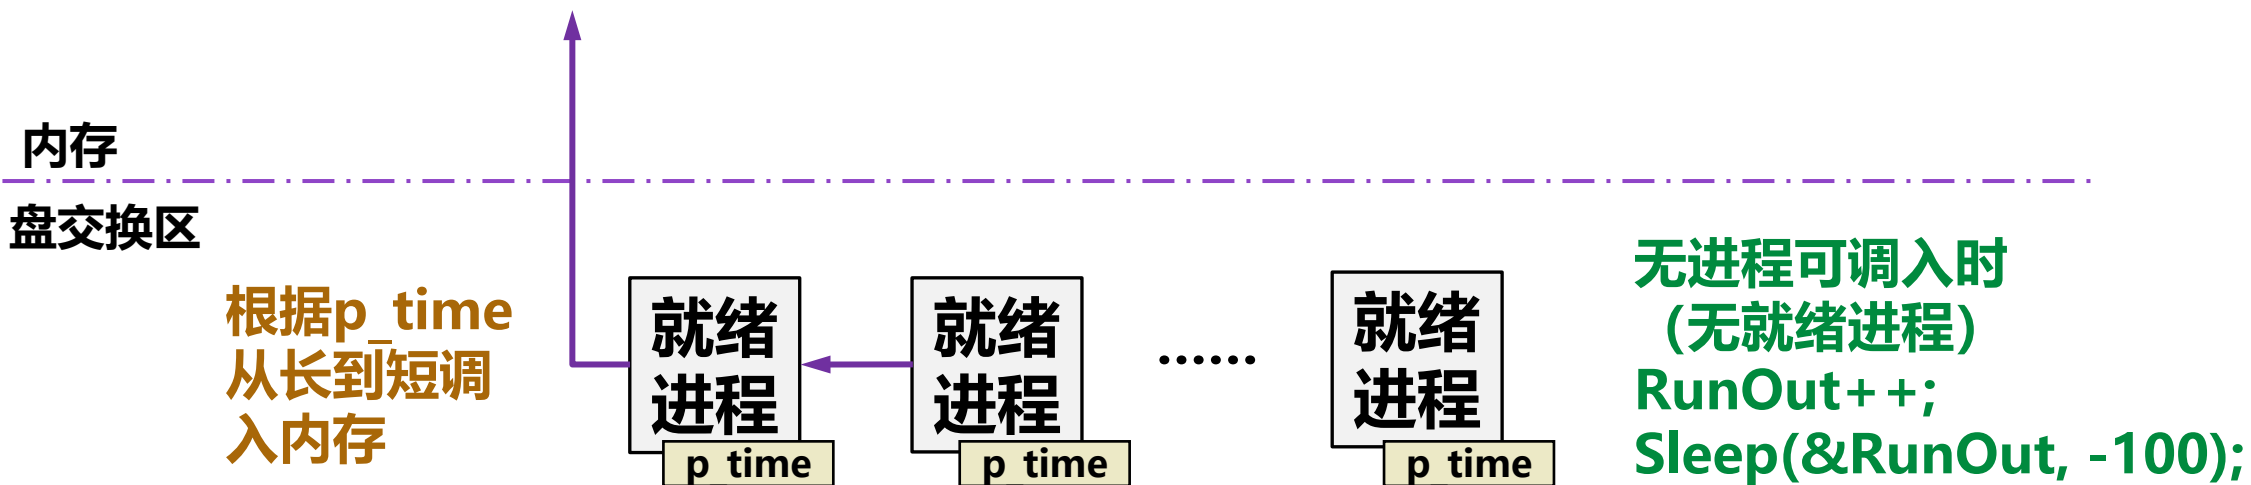 内存
盘交换区
根据p_time
从长到短调
入内存
就绪
进程
p_time
就绪
进程
p_time
……
就绪
进程
p_time
无进程可调入时
（无就绪进程）
RunOut++;
Sleep(&RunOut, -100);